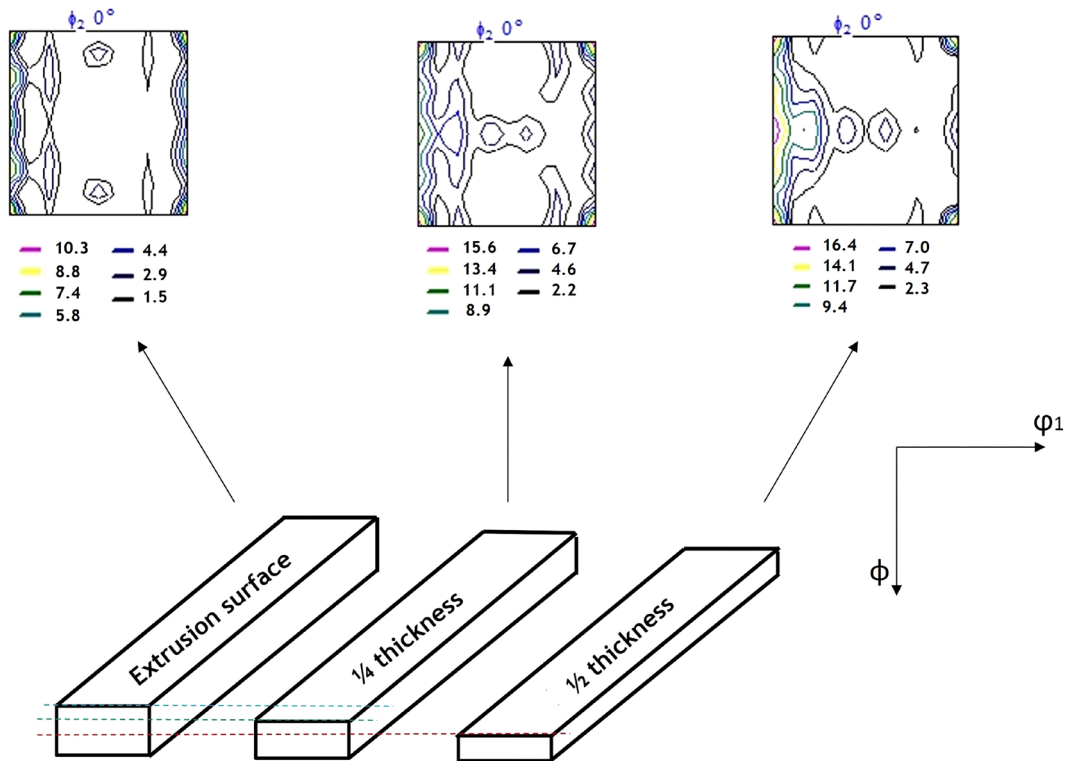 ϕ2 0°
ϕ2 0°
ϕ2 0°
10.3 4.4
8.8 2.9
7.4 1.5
5.8
15.6 6.7
13.4 4.6
11.1 2.2
8.9
16.4 7.0
14.1 4.7
11.7 2.3
9.4
φ1
ϕ
Extrusion surface
¼ thickness
½ thickness